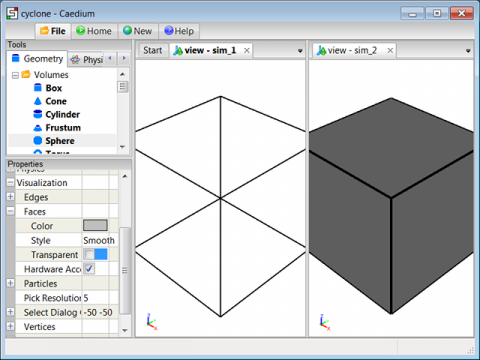 cyclone - Caedium
File Home New Help
Tools
Geometry Physi
Volumes
Box
Cone
Cylinder
Frustum
Sphere
Start view - sim_1 view - sim_2
Properties
Visualization
Edges
Faces
Color
Style Smooth
Transparent
Hardware Acce
Particles
Pick Resolution 5
Select Dialog -50 -50
Vertices